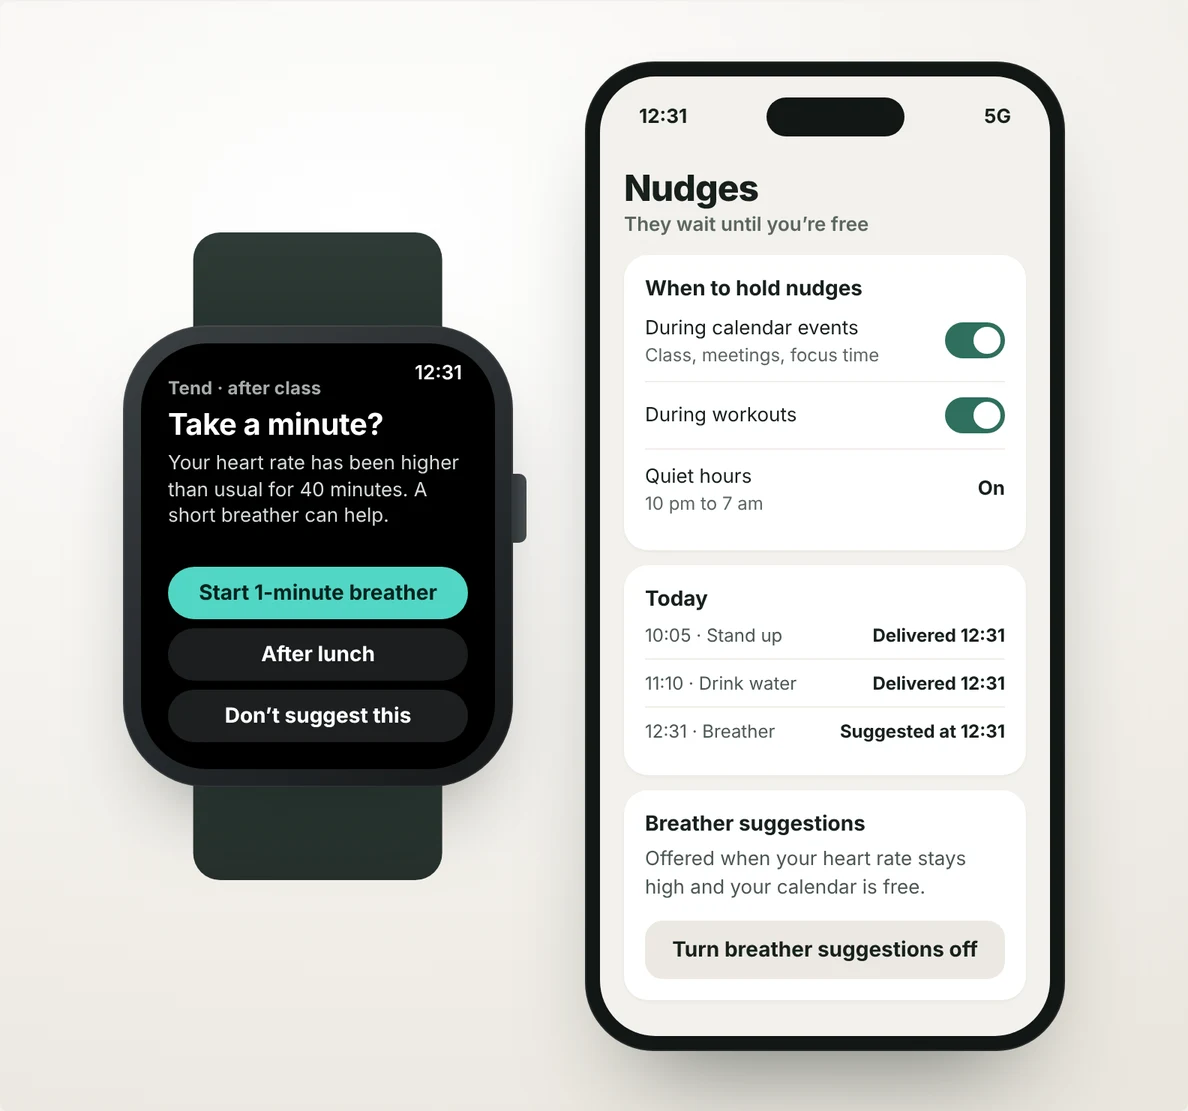 12:31
Tend · after class
Take a minute?
Your heart rate has been higher
than usual for 40 minutes. A
short breather can help.
Start 1-minute breather
After lunch
Don’t suggest this
12:31
5G
Nudges
They wait until you’re free
When to hold nudges
During calendar events
Class, meetings, focus time
During workouts
Quiet hours
10 pm to 7 am
On
Today
10:05 · Stand up
Delivered 12:31
11:10 · Drink water
Delivered 12:31
12:31 · Breather
Suggested at 12:31
Breather suggestions
Offered when your heart rate stays
high and your calendar is free.
Turn breather suggestions off